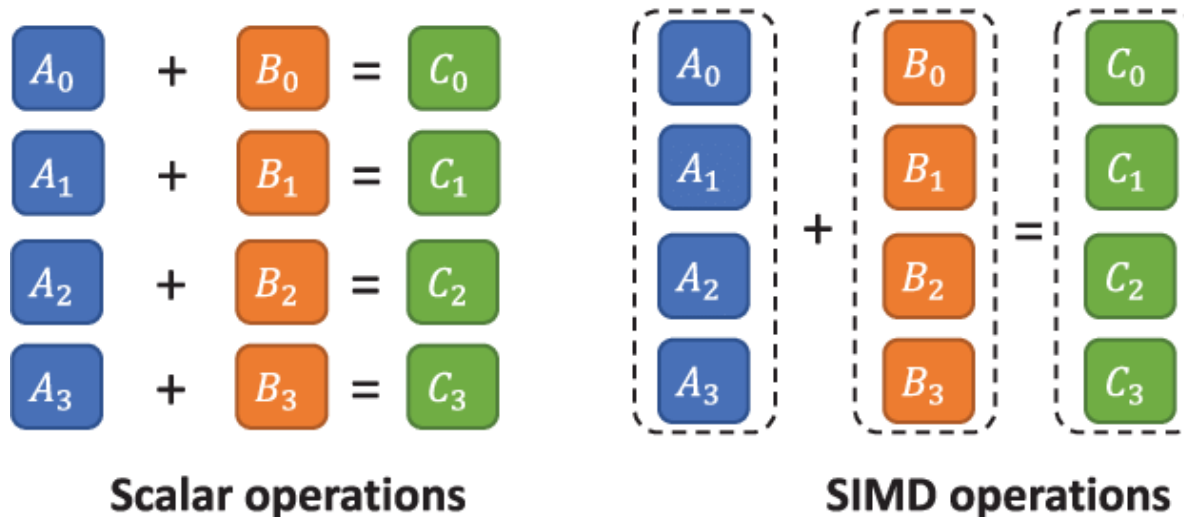 A₀ + B₀ = C₀
A₁ + B₁ = C₁
A₂ + B₂ = C₂
A₃ + B₃ = C₃
Scalar operations
A₀ B₀ C₀
A₁ B₁ C₁
+ =
A₂ B₂ C₂
A₃ B₃ C₃
SIMD operations